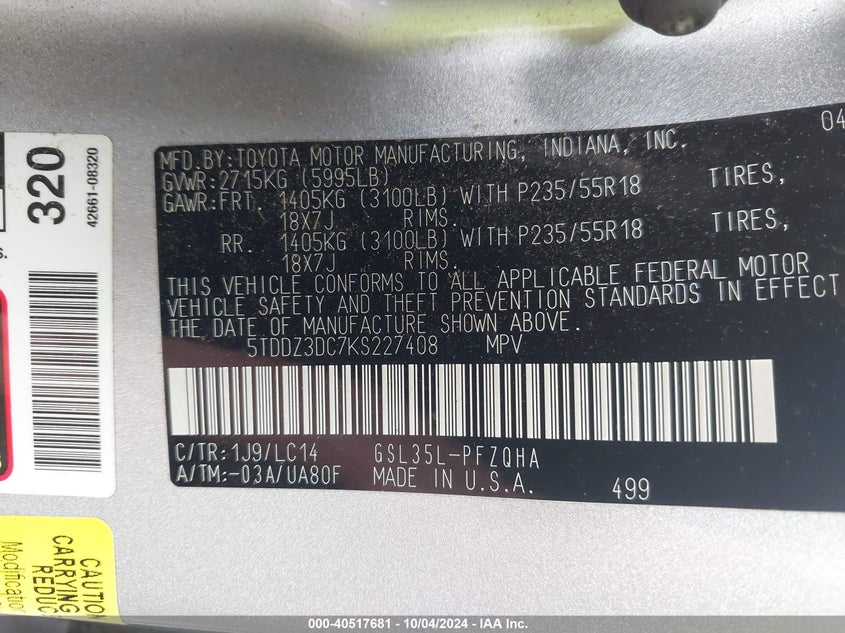 04
MFD.BY:TOYOTA MOTOR MANUFACTURING, INDIANA, INC.
GVWR:2715KG (5995LB)
GAWR:FRT. 1405KG (3100LB) WITH P235/55R18 TIRES,
18X7J RIMS.
RR. 1405KG (3100LB) WITH P235/55R18 TIRES,
18X7J RIMS.
THIS VEHICLE CONFORMS TO ALL APPLICABLE FEDERAL MOTOR
VEHICLE SAFETY AND THEFT PREVENTION STANDARDS IN EFFECT
THE DATE OF MANUFACTURE SHOWN ABOVE.
5TDDZ3DC7KS227408 MPV
C/TR:1J9/LC14 GSL35L-PFZQHA
A/TM:-03A/UA80F MADE IN U.S.A. 499
320
42661-08320
s.
CAUTION
CARRYING
REDUC
Modification
000-40517681 - 10/04/2024 - IAA Inc.